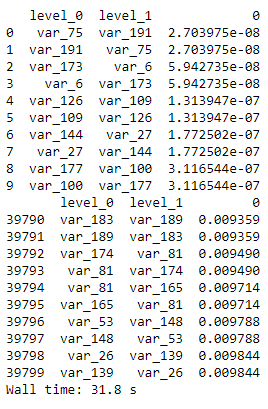 level_0 level_1 0
0 var_75 var_191 2.703975e-08
1 var_191 var_75 2.703975e-08
2 var_173 var_6 5.942735e-08
3 var_6 var_173 5.942735e-08
4 var_126 var_109 1.313947e-07
5 var_109 var_126 1.313947e-07
6 var_144 var_27 1.772502e-07
7 var_27 var_144 1.772502e-07
8 var_177 var_100 3.116544e-07
9 var_100 var_177 3.116544e-07
level_0 level_1 0
39790 var_183 var_189 0.009359
39791 var_189 var_183 0.009359
39792 var_174 var_81 0.009490
39793 var_81 var_174 0.009490
39794 var_81 var_165 0.009714
39795 var_165 var_81 0.009714
39796 var_53 var_148 0.009788
39797 var_148 var_53 0.009788
39798 var_26 var_139 0.009844
39799 var_139 var_26 0.009844
Wall time: 31.8 s